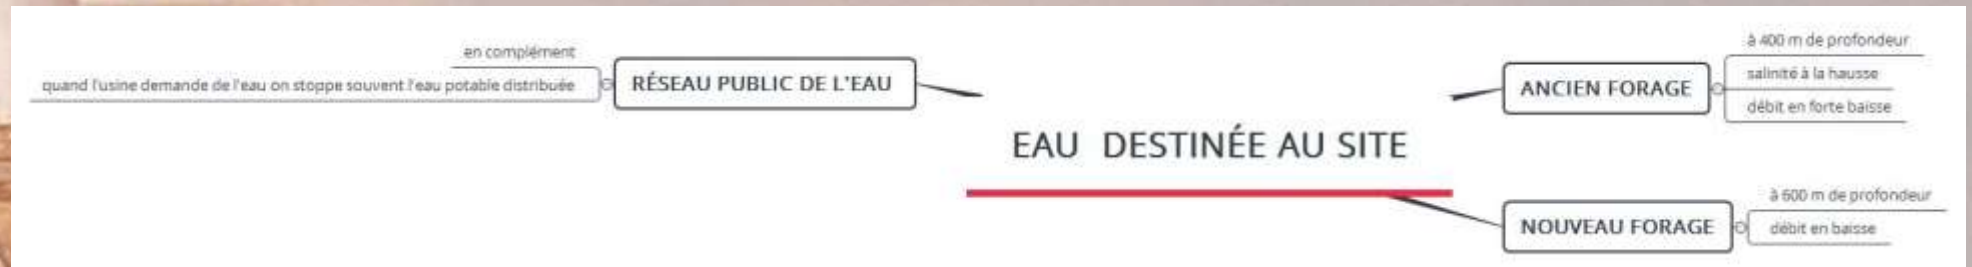 en complément
quand l'usine demande de l'eau on stoppe souvent l'eau potable distribuée
RÉSEAU PUBLIC DE L'EAU
EAU DESTINÉE AU SITE
ANCIEN FORAGE
à 400 m de profondeur
salinité à la hausse
débit en forte baisse
NOUVEAU FORAGE
à 600 m de profondeur
débit en baisse